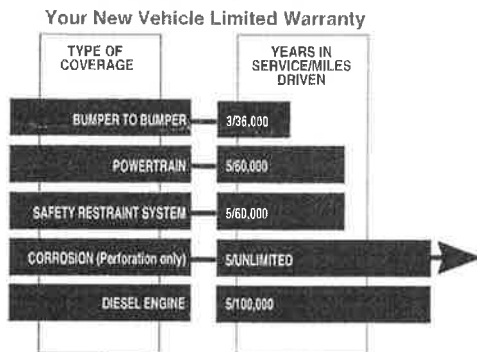 Your New Vehicle Limited Warranty
TYPE OF
COVERAGE
YEARS IN
SERVICE/MILES
DRIVEN
BUMPER TO BUMPER 3/36,000
POWERTRAIN 5/60,000
SAFETY RESTRAINT SYSTEM 5/60,000
CORROSION (Perforation only) 5/UNLIMITED
DIESEL ENGINE 5/100,000